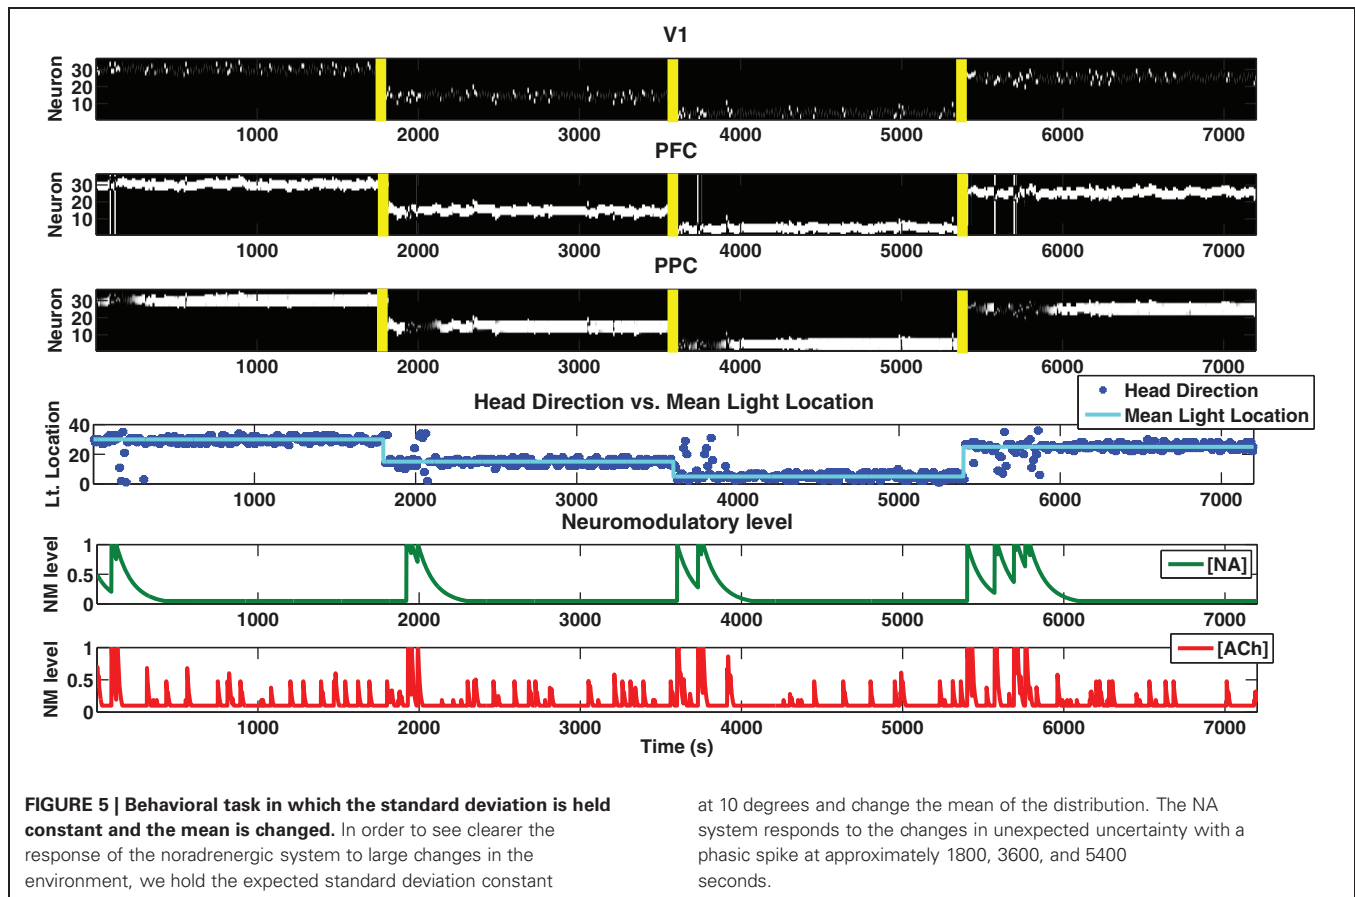 V1
Neuron
30
20
10
1000 2000 3000 4000 5000 6000 7000
PFC
Neuron
30
20
10
1000 2000 3000 4000 5000 6000 7000
PPC
Neuron
30
20
10
1000 2000 3000 4000 5000 6000 7000
Head Direction vs. Mean Light Location
Head Direction
Mean Light Location
Lt. Location
40
20
0
0 1000 2000 3000 4000 5000 6000 7000
Neuromodulatory level
NM level
1
0.5
0
[NA]
1000 2000 3000 4000 5000 6000 7000
NM level
1
0.5
0
[ACh]
1000 2000 3000 4000 5000 6000 7000
Time (s)
FIGURE 5 | Behavioral task in which the standard deviation is held
constant and the mean is changed. In order to see clearer the
response of the noradrenergic system to large changes in the
environment, we hold the expected standard deviation constant
at 10 degrees and change the mean of the distribution. The NA
system responds to the changes in unexpected uncertainty with a
phasic spike at approximately 1800, 3600, and 5400
seconds.